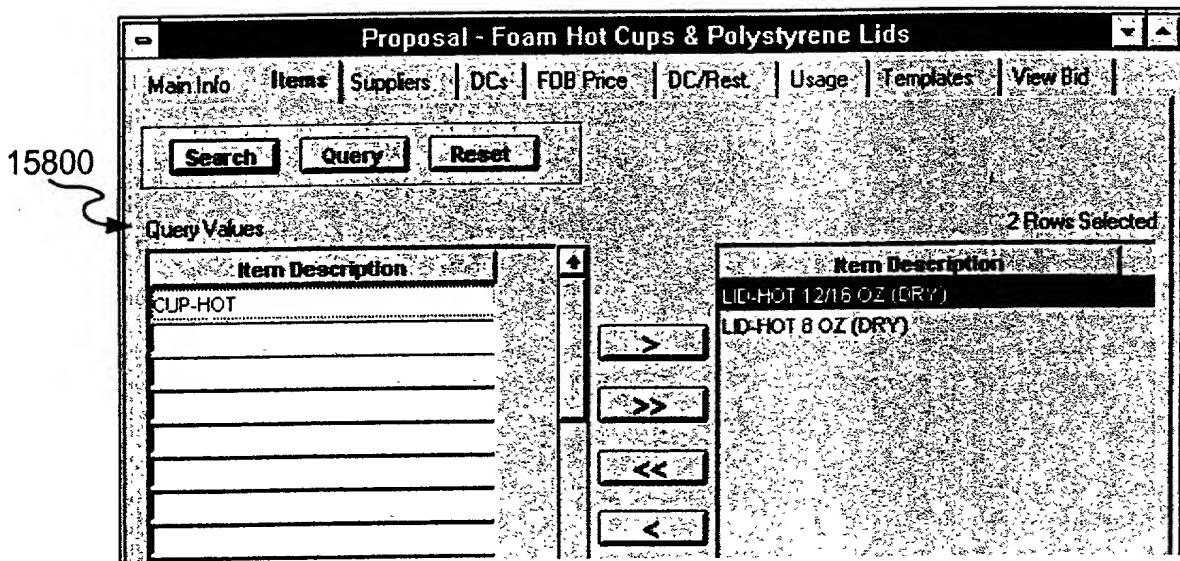 Proposal - Foam Hot Cups & Polystyrene Lids
Main Info Items Suppliers DCs FOB Price DC/Rest. Usage Templates View Bid
Search Query Reset
15800
Query Values 2 Rows Selected
Item Description Item Description
CUP-HOT LID-HOT 12/16 OZ (DRY)
LID-HOT 8 OZ (DRY)
>
>>
<<
<